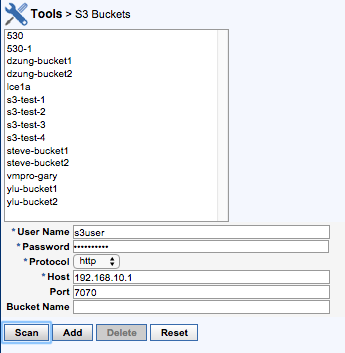 Tools > S3 Buckets
530
530-1
dzung-bucket1
dzung-bucket2
lce1a
s3-test-1
s3-test-2
s3-test-3
s3-test-4
steve-bucket1
steve-bucket2
vmpro-gary
ylu-bucket1
ylu-bucket2
*User Name s3user
*Password ••••••••••
*Protocol http
*Host 192.168.10.1
Port 7070
Bucket Name
Scan Add Delete Reset